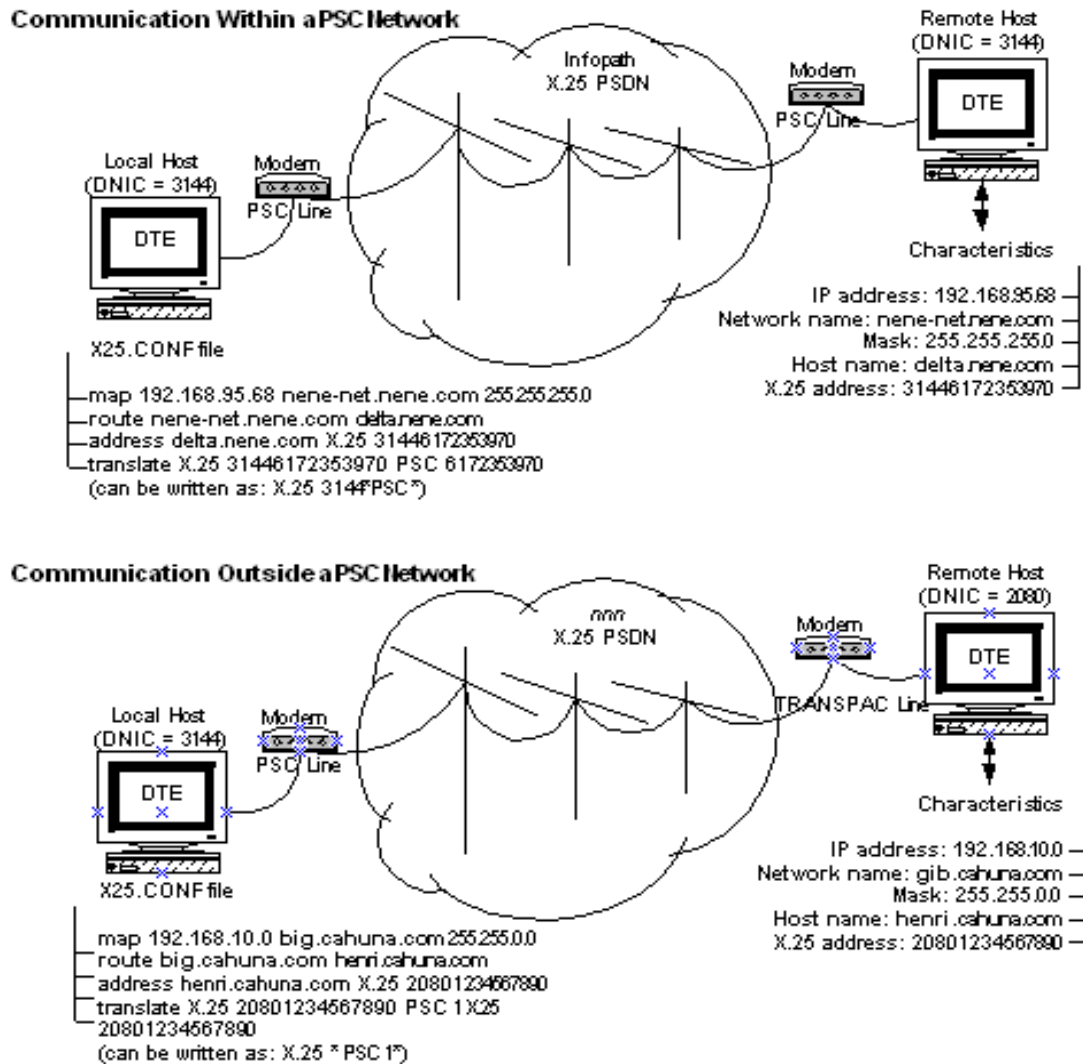 Communication Within a PSC Network
Remote Host
(DNIC = 3144)
Infopath
X.25 PSDN
Modem
DTE
PSC Line
Local Host
(DNIC = 3144)
Modem
PSC Line
DTE
Characteristics
X25.CONF file
IP address: 192.168.95.68
Network name: nene-net.nene.com
Mask: 255.255.255.0
Host name: delta.nene.com
X.25 address: 31446172353970
map 192.168.95.68 nene-net.nene.com 255.255.255.0
route nene-net.nene.com delta.nene.com
address delta.nene.com X.25 31446172353970
translate X.25 31446172353970 PSC 6172353970
(can be written as: X.25 3144*PSC*)
Communication Outside a PSC Network
Remote Host
(DNIC = 2080)
nnn
X.25 PSDN
Modem
DTE
TRANSPAC Line
Local Host
(DNIC = 3144)
Modem
PSC Line
DTE
Characteristics
X25.CONF file
IP address: 192.168.10.0
Network name: gib.cahuna.com
Mask: 255.255.0.0
Host name: henri.cahuna.com
X.25 address: 20801234567890
map 192.168.10.0 big.cahuna.com 255.255.0.0
route big.cahuna.com henri.cahuna.com
address henri.cahuna.com X.25 20801234567890
translate X.25 20801234567890 PSC 1 X.25
20801234567890
(can be written as: X.25 * PSC 1*)